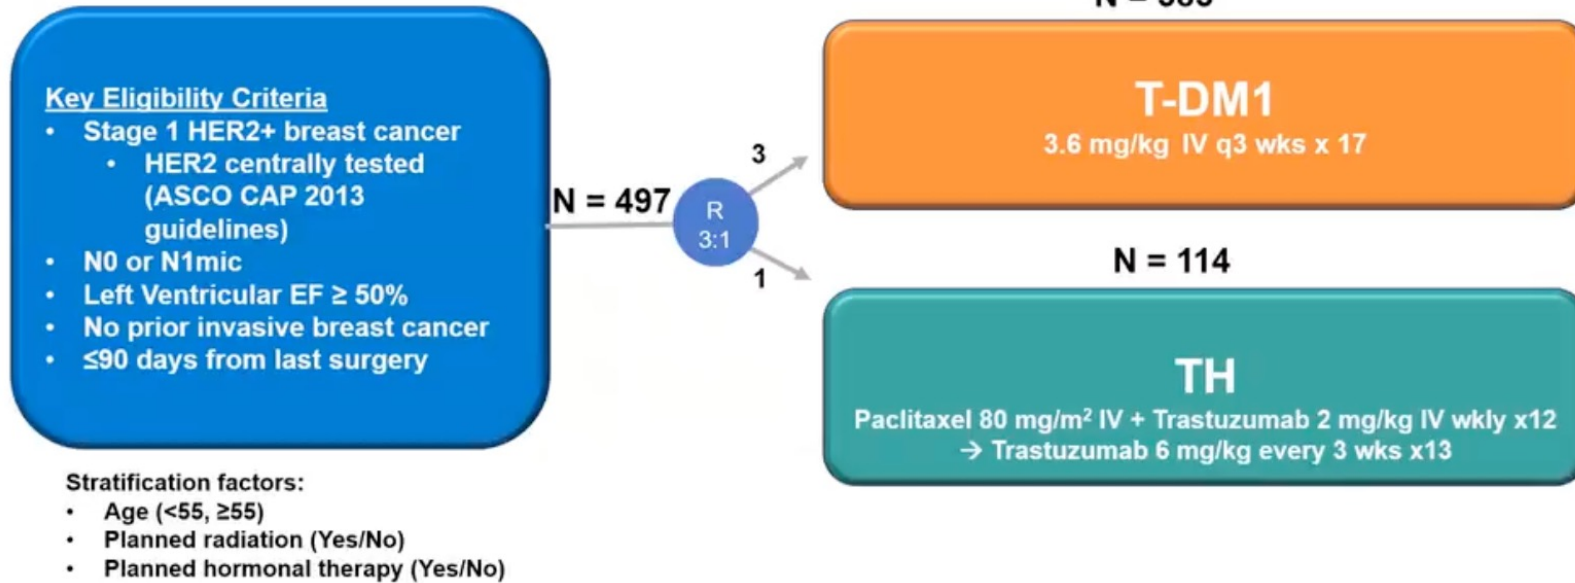 Key Eligibility Criteria
• Stage 1 HER2+ breast cancer
• HER2 centrally tested
(ASCO CAP 2013
guidelines)
• N0 or N1mic
• Left Ventricular EF ≥ 50%
• No prior invasive breast cancer
• ≤90 days from last surgery
Stratification factors:
• Age (<55, ≥55)
• Planned radiation (Yes/No)
• Planned hormonal therapy (Yes/No)
N = 497
R
3:1
3
1
N = 383
T-DM1
3.6 mg/kg IV q3 wks x 17
N = 114
TH
Paclitaxel 80 mg/m² IV + Trastuzumab 2 mg/kg IV wkly x12
→ Trastuzumab 6 mg/kg every 3 wks x13